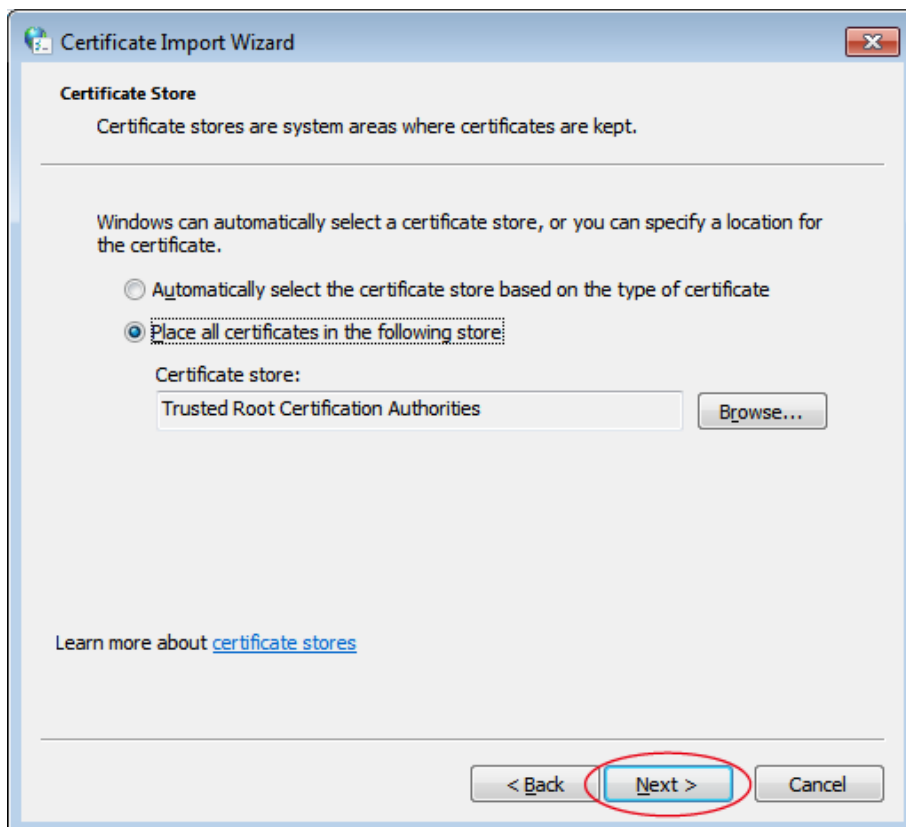 Certificate Import Wizard
Certificate Store
Certificate stores are system areas where certificates are kept.
Windows can automatically select a certificate store, or you can specify a location for
the certificate.
Automatically select the certificate store based on the type of certificate
Place all certificates in the following store
Certificate store:
Trusted Root Certification Authorities
Browse...
Learn more about certificate stores
< Back Next > Cancel